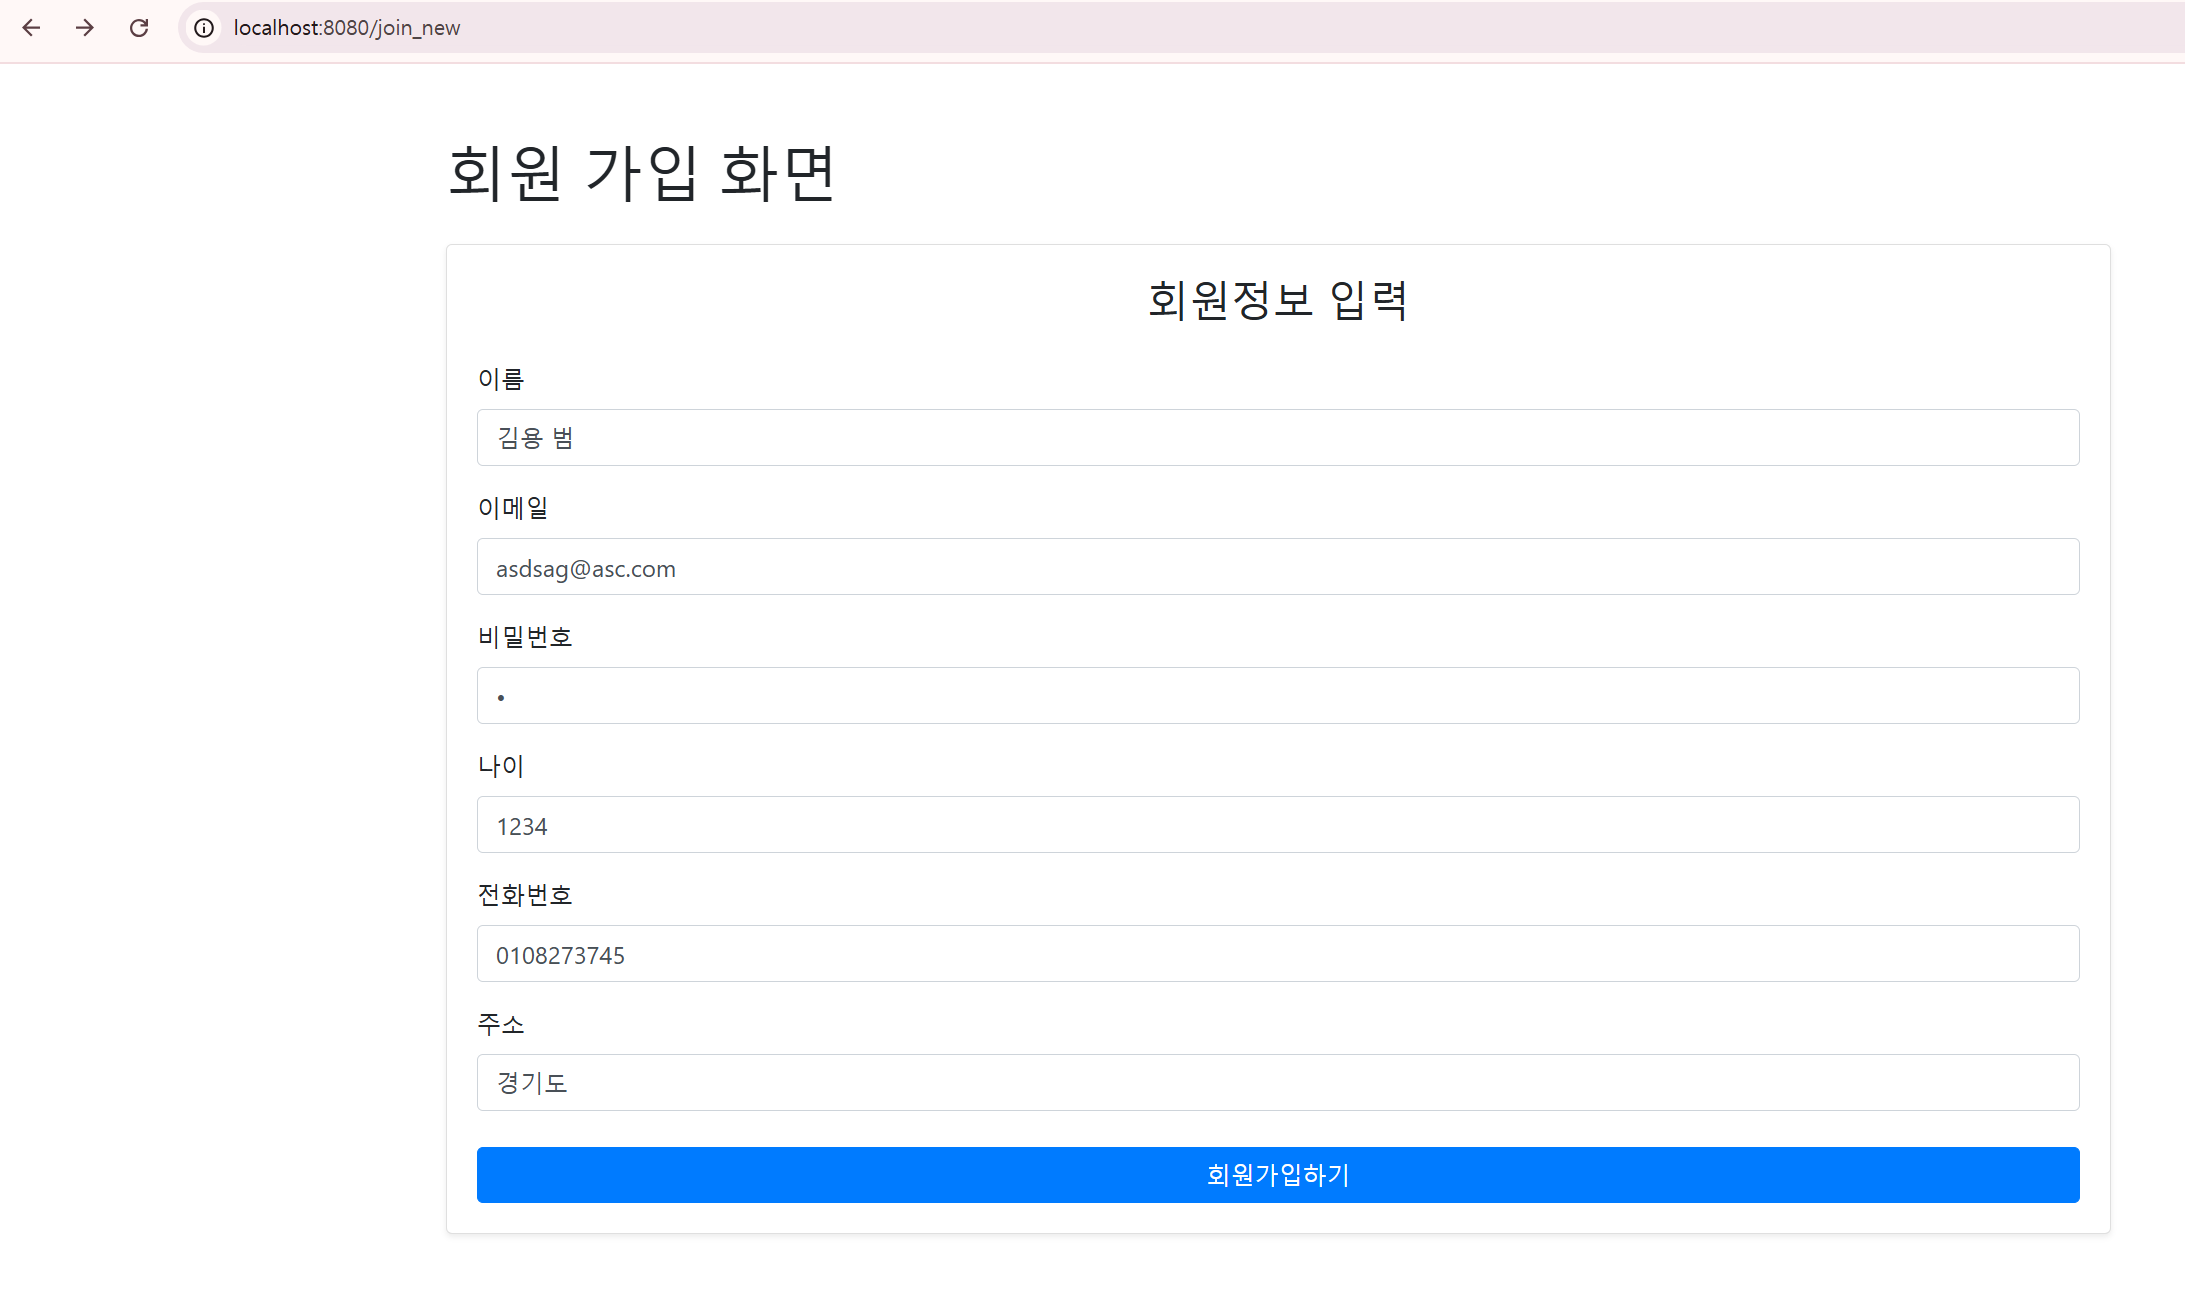 localhost:8080/join_new
회원 가입 화면
회원정보 입력
이름
김용 범
이메일
asdsag@asc.com
비밀번호
•
나이
1234
전화번호
0108273745
주소
경기도
회원가입하기